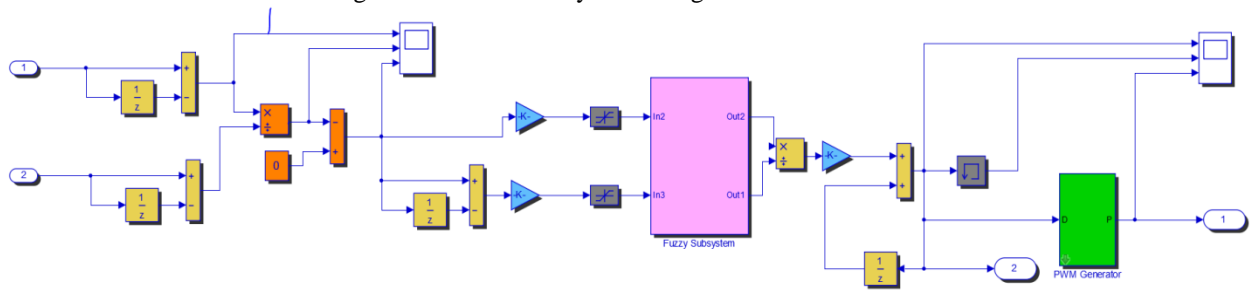 1
+
-
1
z
×
÷
2
+
-
1
z
0
-
+
+
-
1
z
-K-
-K-
In2
Out2
In3
Out1
Fuzzy Subsystem
×
÷
-K-
+
+
1
z
D
P
PWM Generator
1
2